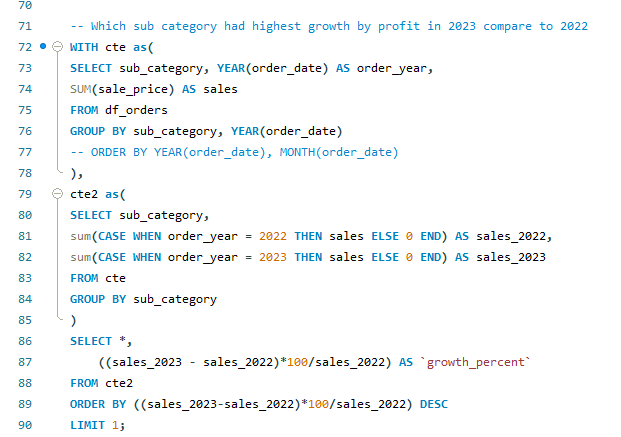 70
71 -- Which sub category had highest growth by profit in 2023 compare to 2022
72 WITH cte as(
73 SELECT sub_category, YEAR(order_date) AS order_year,
74 SUM(sale_price) AS sales
75 FROM df_orders
76 GROUP BY sub_category, YEAR(order_date)
77 -- ORDER BY YEAR(order_date), MONTH(order_date)
78 ),
79 cte2 as(
80 SELECT sub_category,
81 sum(CASE WHEN order_year = 2022 THEN sales ELSE 0 END) AS sales_2022,
82 sum(CASE WHEN order_year = 2023 THEN sales ELSE 0 END) AS sales_2023
83 FROM cte
84 GROUP BY sub_category
85 )
86 SELECT *,
87 ((sales_2023 - sales_2022)*100/sales_2022) AS `growth_percent`
88 FROM cte2
89 ORDER BY ((sales_2023-sales_2022)*100/sales_2022) DESC
90 LIMIT 1;